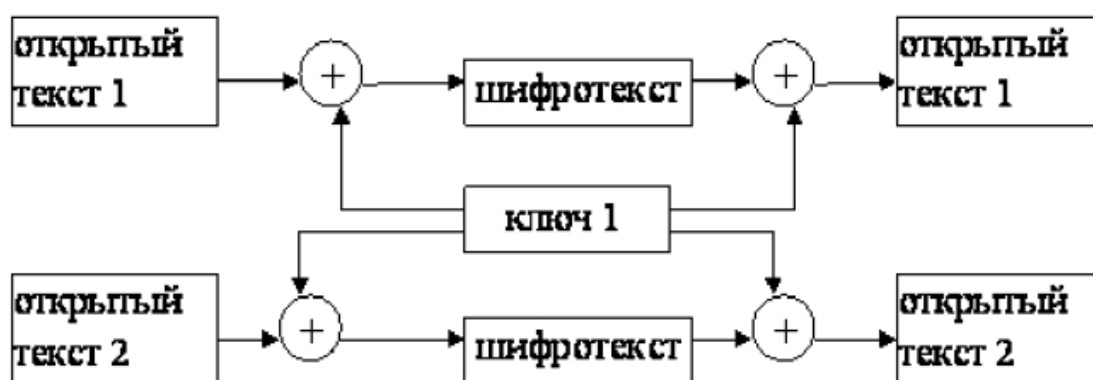 открытый
текст 1
+
шифротекст
+
открытый
текст 1
ключ 1
открытый
текст 2
+
шифротекст
+
открытый
текст 2